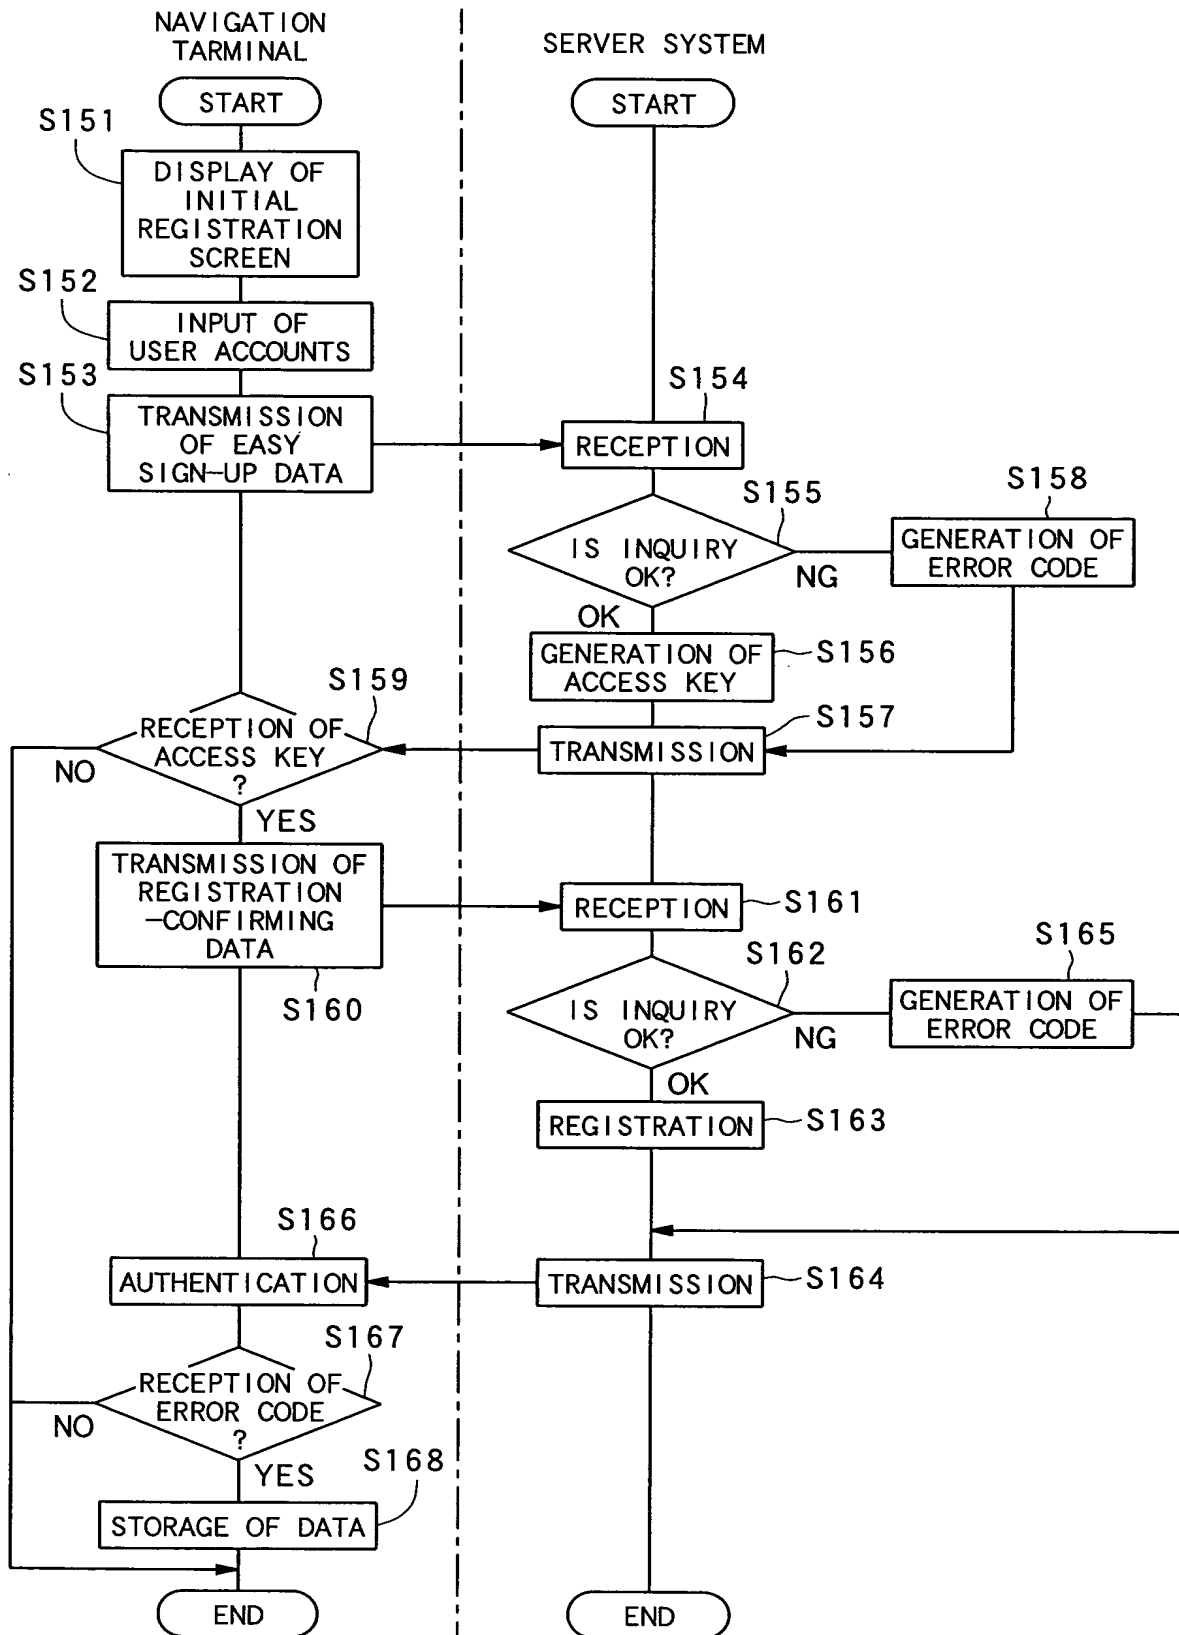 NAVIGATION
TARMINAL
SERVER SYSTEM
START
START
S151
DISPLAY OF
INITIAL
REGISTRATION
SCREEN
S152
INPUT OF
USER ACCOUNTS
S153
TRANSMISSION
OF EASY
SIGN-UP DATA
S154
RECEPTION
S155
IS INQUIRY
OK?
NG
S158
GENERATION OF
ERROR CODE
OK
GENERATION OF
ACCESS KEY
S156
S159
RECEPTION OF
ACCESS KEY
?
NO
YES
TRANSMISSION
S157
TRANSMISSION OF
REGISTRATION
-CONFIRMING
DATA
S160
RECEPTION
S161
S162
IS INQUIRY
OK?
NG
S165
GENERATION OF
ERROR CODE
OK
REGISTRATION
S163
S166
AUTHENTICATION
TRANSMISSION
S164
S167
RECEPTION OF
ERROR CODE
?
NO
YES
S168
STORAGE OF DATA
END
END